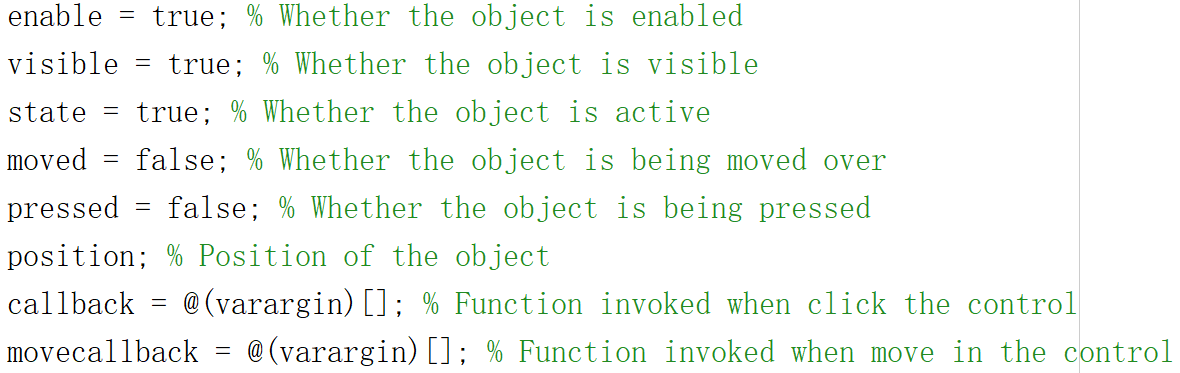 enable = true; % Whether the object is enabled
visible = true; % Whether the object is visible
state = true; % Whether the object is active
moved = false; % Whether the object is being moved over
pressed = false; % Whether the object is being pressed
position; % Position of the object
callback = @(varargin)[]; % Function invoked when click the control
movecallback = @(varargin)[]; % Function invoked when move in the control